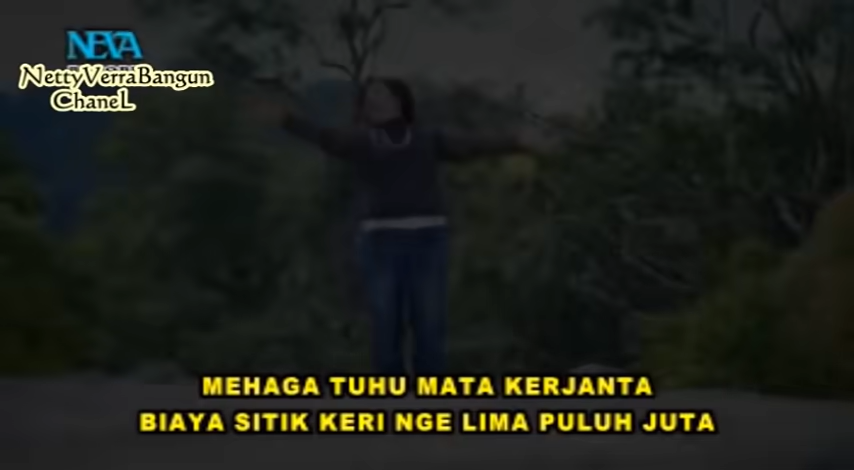 NEVA
NettyVerraBangun
ChaneL
MEHAGA TUHU MATA KERJANTA
BIAYA SITIK KERI NGE LIMA PULUH JUTA